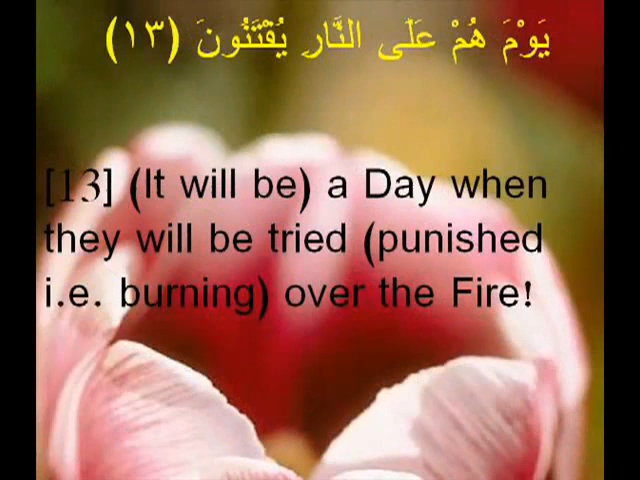 يَوْمَ هُمْ عَلَى النَّارِ يُفْتَنُونَ (١٣)
[13] (It will be) a Day when
they will be tried (punished
i.e. burning) over the Fire!